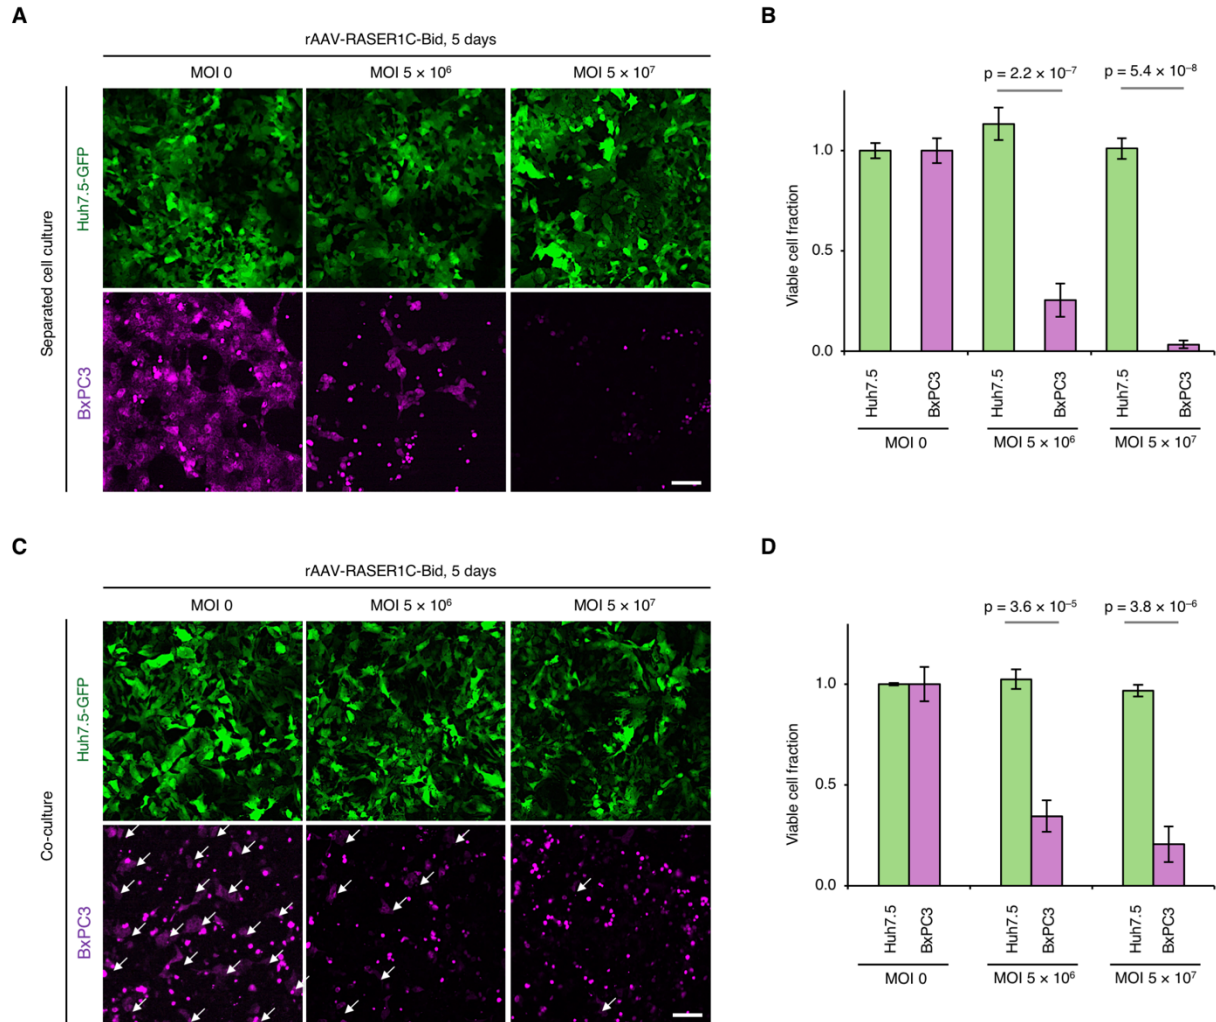 A
rAAV-RASER1C-Bid, 5 days
MOI 0 MOI 5 × 10⁶ MOI 5 × 10⁷
Separated cell culture
Huh7.5-GFP
BxPC3
B
p = 2.2 × 10⁻⁷ p = 5.4 × 10⁻⁸
Viable cell fraction
1.0
0.5
0.0
Huh7.5 BxPC3 Huh7.5 BxPC3 Huh7.5 BxPC3
MOI 0 MOI 5 × 10⁶ MOI 5 × 10⁷
C
rAAV-RASER1C-Bid, 5 days
MOI 0 MOI 5 × 10⁶ MOI 5 × 10⁷
Co-culture
Huh7.5-GFP
BxPC3
D
p = 3.6 × 10⁻⁵ p = 3.8 × 10⁻⁶
Viable cell fraction
1.0
0.5
0.0
Huh7.5 BxPC3 Huh7.5 BxPC3 Huh7.5 BxPC3
MOI 0 MOI 5 × 10⁶ MOI 5 × 10⁷